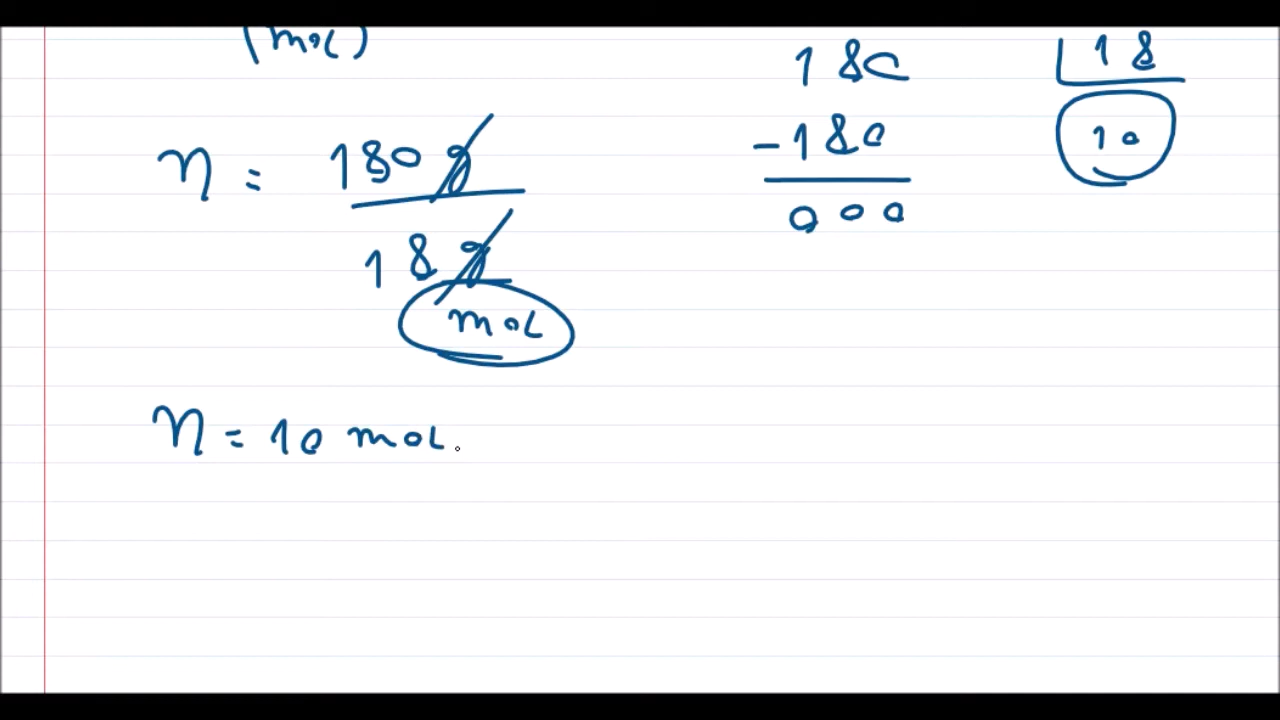 (mol)
n = 180 g
18 g
mol
n = 10 mol.
180
-180
000
18
10